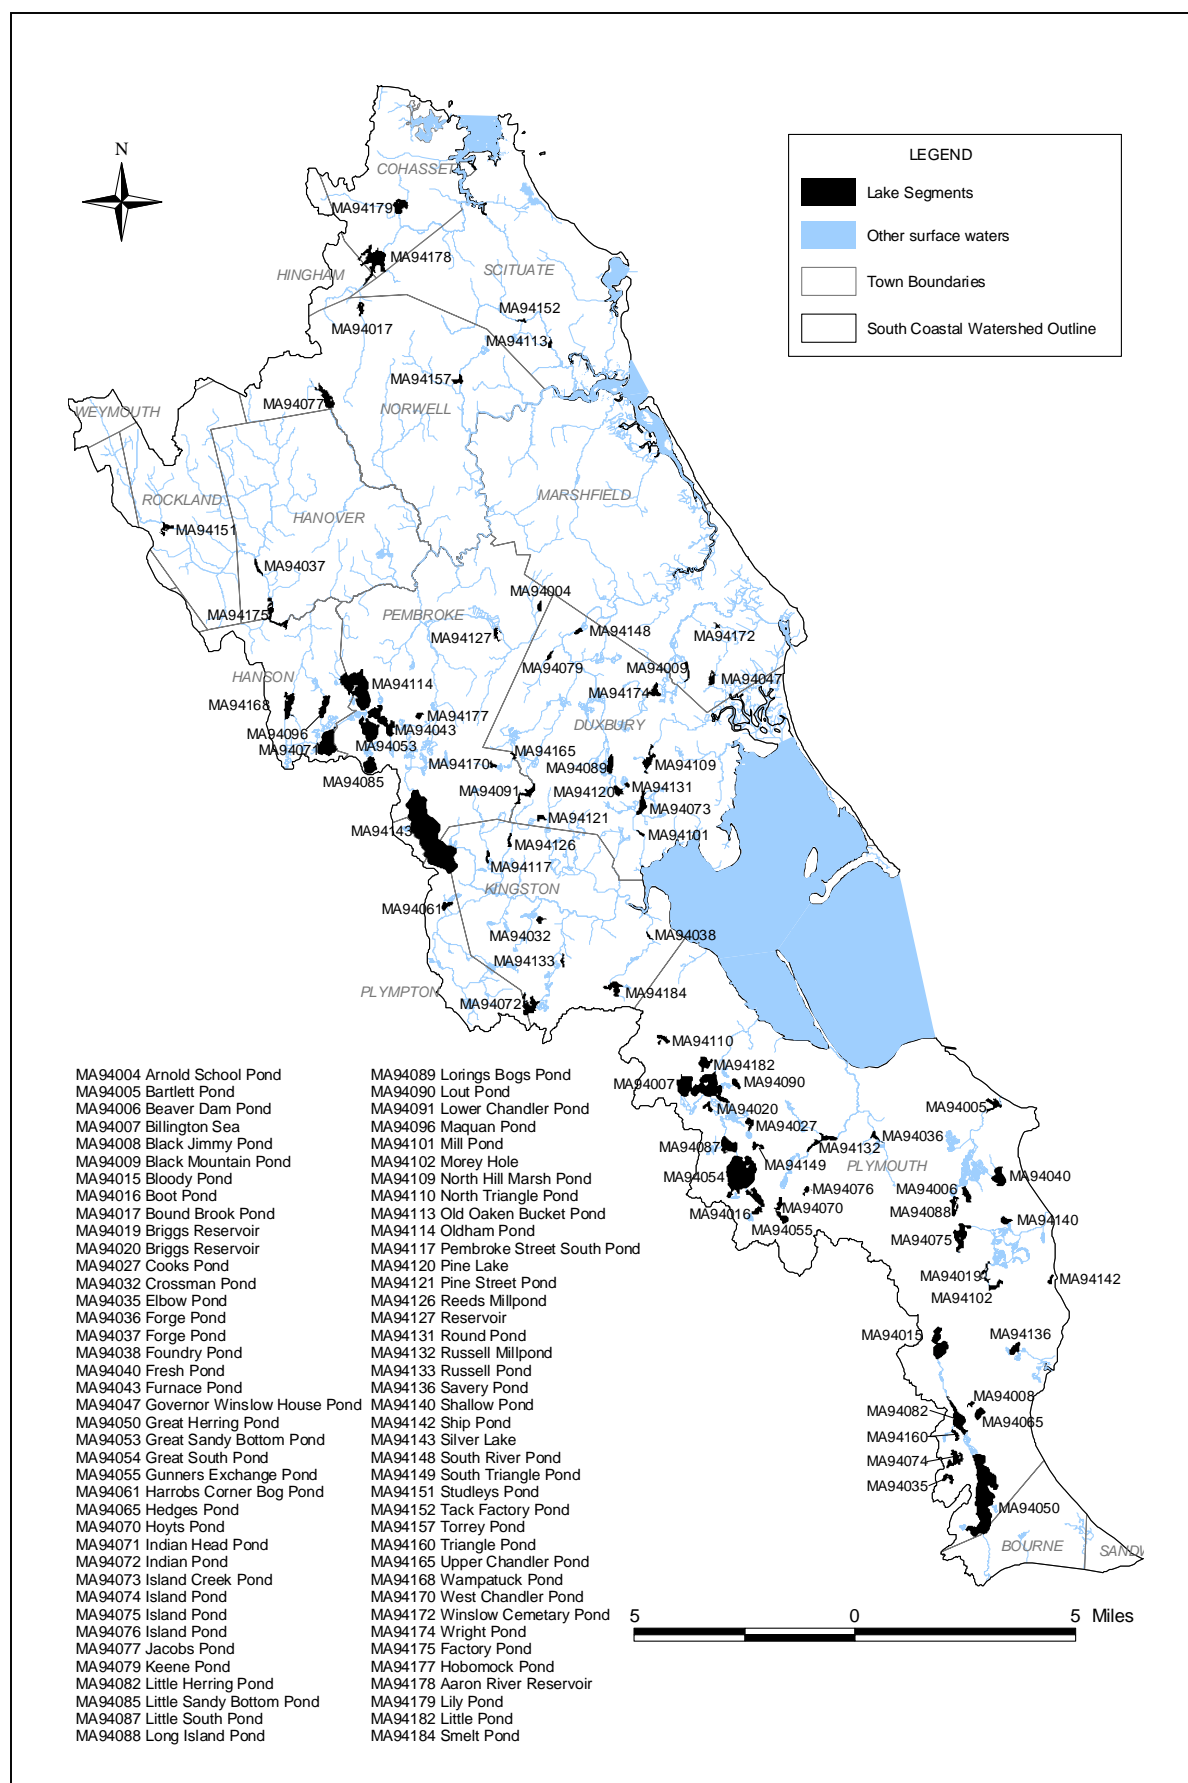 N
LEGEND
Lake Segments
Other surface waters
Town Boundaries
South Coastal Watershed Outline
COHASSET
MA94179
MA94178
HINGHAM
SCITUATE
MA94152
MA94017
MA94113
MA94157
MA94077
NORWELL
WEYMOUTH
MARSHFIELD
ROCKLAND
HANOVER
MA94151
MA94037
MA94004
MA94175
PEMBROKE
MA94127
MA94148
MA94172
MA94079
MA94009
HANSON
MA94114
MA94174
MA94047
MA94168
MA94177
DUXBURY
MA94096
MA94043
MA94071
MA94053
MA94165
MA94170
MA94089
MA94109
MA94085
MA94091
MA94120
MA94131
MA94073
MA94121
MA94143
MA94101
MA94126
MA94117
KINGSTON
MA94061
MA94032
MA94038
MA94133
PLYMPTON
MA94072
MA94184
MA94110
MA94182
MA94007
MA94090
MA94020
MA94005
MA94027
MA94036
MA94087
MA94132
MA94149
PLYMOUTH
MA94054
MA94040
MA94076
MA94006
MA94016
MA94070
MA94088
MA94055
MA94140
MA94075
MA94019
MA94142
MA94102
MA94015
MA94136
MA94008
MA94082
MA94065
MA94160
MA94074
MA94035
MA94050
BOURNE
SANDW
MA94004 Arnold School Pond
MA94005 Bartlett Pond
MA94006 Beaver Dam Pond
MA94007 Billington Sea
MA94008 Black Jimmy Pond
MA94009 Black Mountain Pond
MA94015 Bloody Pond
MA94016 Boot Pond
MA94017 Bound Brook Pond
MA94019 Briggs Reservoir
MA94020 Briggs Reservoir
MA94027 Cooks Pond
MA94032 Crossman Pond
MA94035 Elbow Pond
MA94036 Forge Pond
MA94037 Forge Pond
MA94038 Foundry Pond
MA94040 Fresh Pond
MA94043 Furnace Pond
MA94047 Governor Winslow House Pond
MA94050 Great Herring Pond
MA94053 Great Sandy Bottom Pond
MA94054 Great South Pond
MA94055 Gunners Exchange Pond
MA94061 Harrobs Corner Bog Pond
MA94065 Hedges Pond
MA94070 Hoyts Pond
MA94071 Indian Head Pond
MA94072 Indian Pond
MA94073 Island Creek Pond
MA94074 Island Pond
MA94075 Island Pond
MA94076 Island Pond
MA94077 Jacobs Pond
MA94079 Keene Pond
MA94082 Little Herring Pond
MA94085 Little Sandy Bottom Pond
MA94087 Little South Pond
MA94088 Long Island Pond
MA94089 Lorings Bogs Pond
MA94090 Lout Pond
MA94091 Lower Chandler Pond
MA94096 Maquan Pond
MA94101 Mill Pond
MA94102 Morey Hole
MA94109 North Hill Marsh Pond
MA94110 North Triangle Pond
MA94113 Old Oaken Bucket Pond
MA94114 Oldham Pond
MA94117 Pembroke Street South Pond
MA94120 Pine Lake
MA94121 Pine Street Pond
MA94126 Reeds Millpond
MA94127 Reservoir
MA94131 Round Pond
MA94132 Russell Millpond
MA94133 Russell Pond
MA94136 Savery Pond
MA94140 Shallow Pond
MA94142 Ship Pond
MA94143 Silver Lake
MA94148 South River Pond
MA94149 South Triangle Pond
MA94151 Studleys Pond
MA94152 Tack Factory Pond
MA94157 Torrey Pond
MA94160 Triangle Pond
MA94165 Upper Chandler Pond
MA94168 Wampatuck Pond
MA94170 West Chandler Pond
MA94172 Winslow Cemetary Pond
MA94174 Wright Pond
MA94175 Factory Pond
MA94177 Hobomock Pond
MA94178 Aaron River Reservoir
MA94179 Lily Pond
MA94182 Little Pond
MA94184 Smelt Pond
5 0 5 Miles